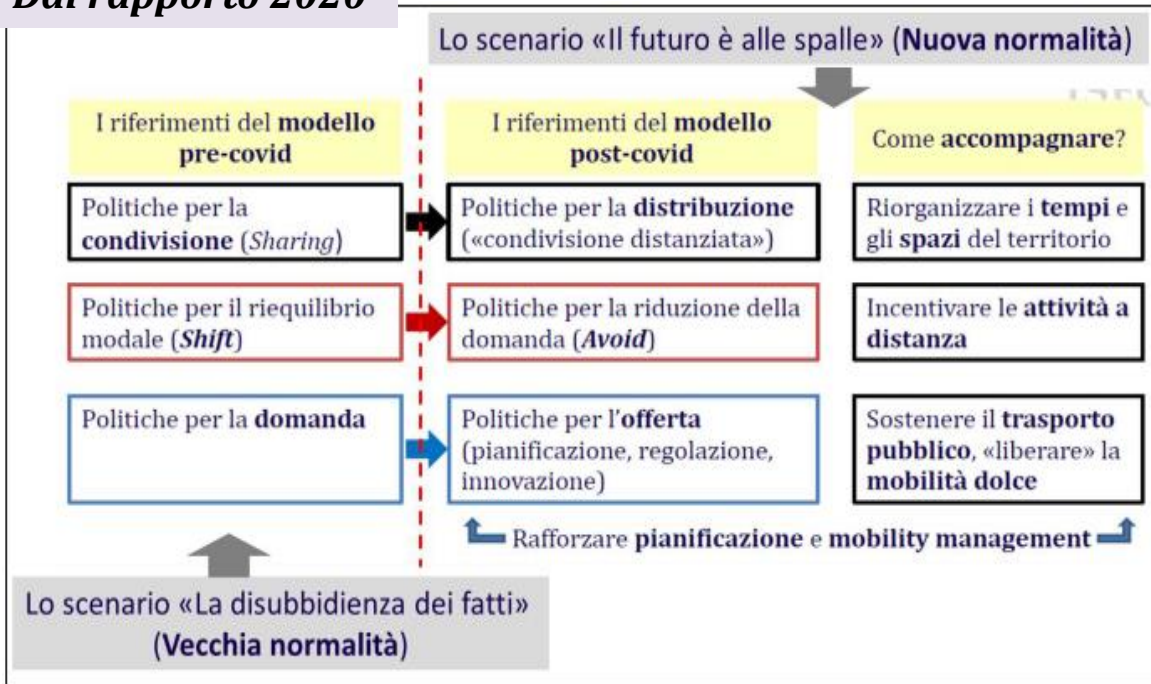 Dal rapporto 2020
Lo scenario «Il futuro è alle spalle» (Nuova normalità)
I riferimenti del modello
pre-covid
I riferimenti del modello
post-covid
Come accompagnare?
Politiche per la
condivisione (Sharing)
Politiche per la distribuzione
(«condivisione distanziata»)
Riorganizzare i tempi e
gli spazi del territorio
Politiche per il riequilibrio
modale (Shift)
Politiche per la riduzione della
domanda (Avoid)
Incentivare le attività a
distanza
Politiche per la domanda
Politiche per l'offerta
(pianificazione, regolazione,
innovazione)
Sostenere il trasporto
pubblico, «liberare» la
mobilità dolce
Rafforzare pianificazione e mobility management
Lo scenario «La disubbidienza dei fatti»
(Vecchia normalità)